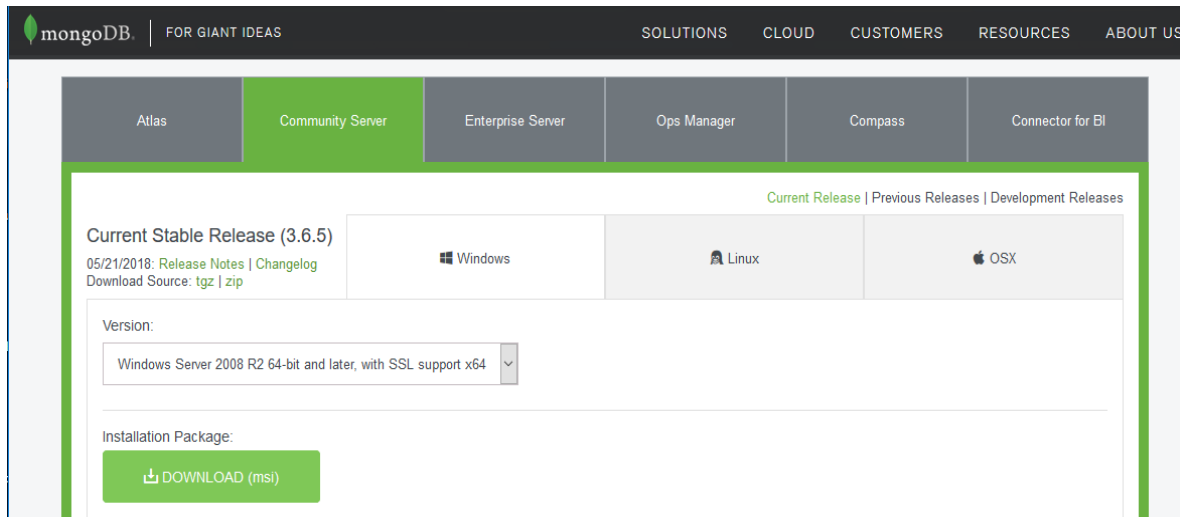 mongoDB. FOR GIANT IDEAS SOLUTIONS CLOUD CUSTOMERS RESOURCES ABOUT US
Atlas Community Server Enterprise Server Ops Manager Compass Connector for BI
Current Release | Previous Releases | Development Releases
Current Stable Release (3.6.5)
05/21/2018: Release Notes | Changelog
Download Source: tgz | zip
Windows Linux OSX
Version:
Windows Server 2008 R2 64-bit and later, with SSL support x64
Installation Package:
DOWNLOAD (msi)